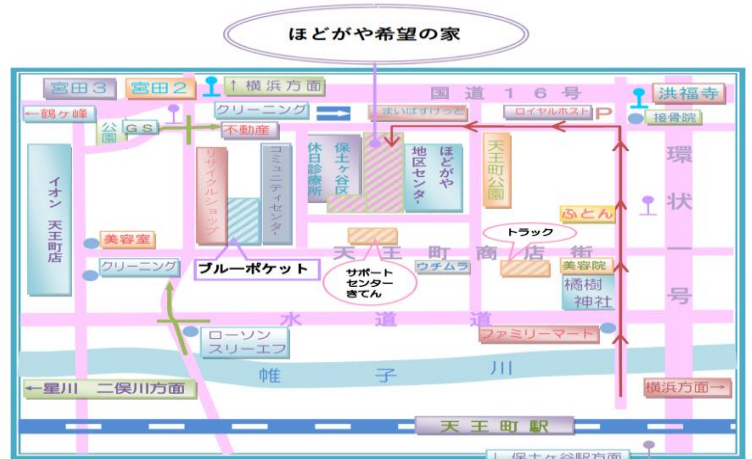 ほどがや希望の家
宮田3
宮田2
↑横浜方面
国道16号
洪福寺
←鶴ヶ峰
クリーニング
まいばすけっと
ロイヤルホスト
P
接骨院
公園
GS
不動産
イオン 天王町店
リサイクルショップ
コミュニティセンター
保土ヶ谷区
休日診療所
ほどがや
地区センター
天王町公園
環状一号
ふとん
美容室
クリーニング
ブルーポケット
天王町商店街
トラック
サポート
センター
きてん
ウチムラ
美容院
橘樹
神社
水道道
ローソン
スリーエフ
ファミリーマート
帷子川
←星川 二俣川方面
横浜方面→
天王町駅
↓保土ヶ谷駅方面